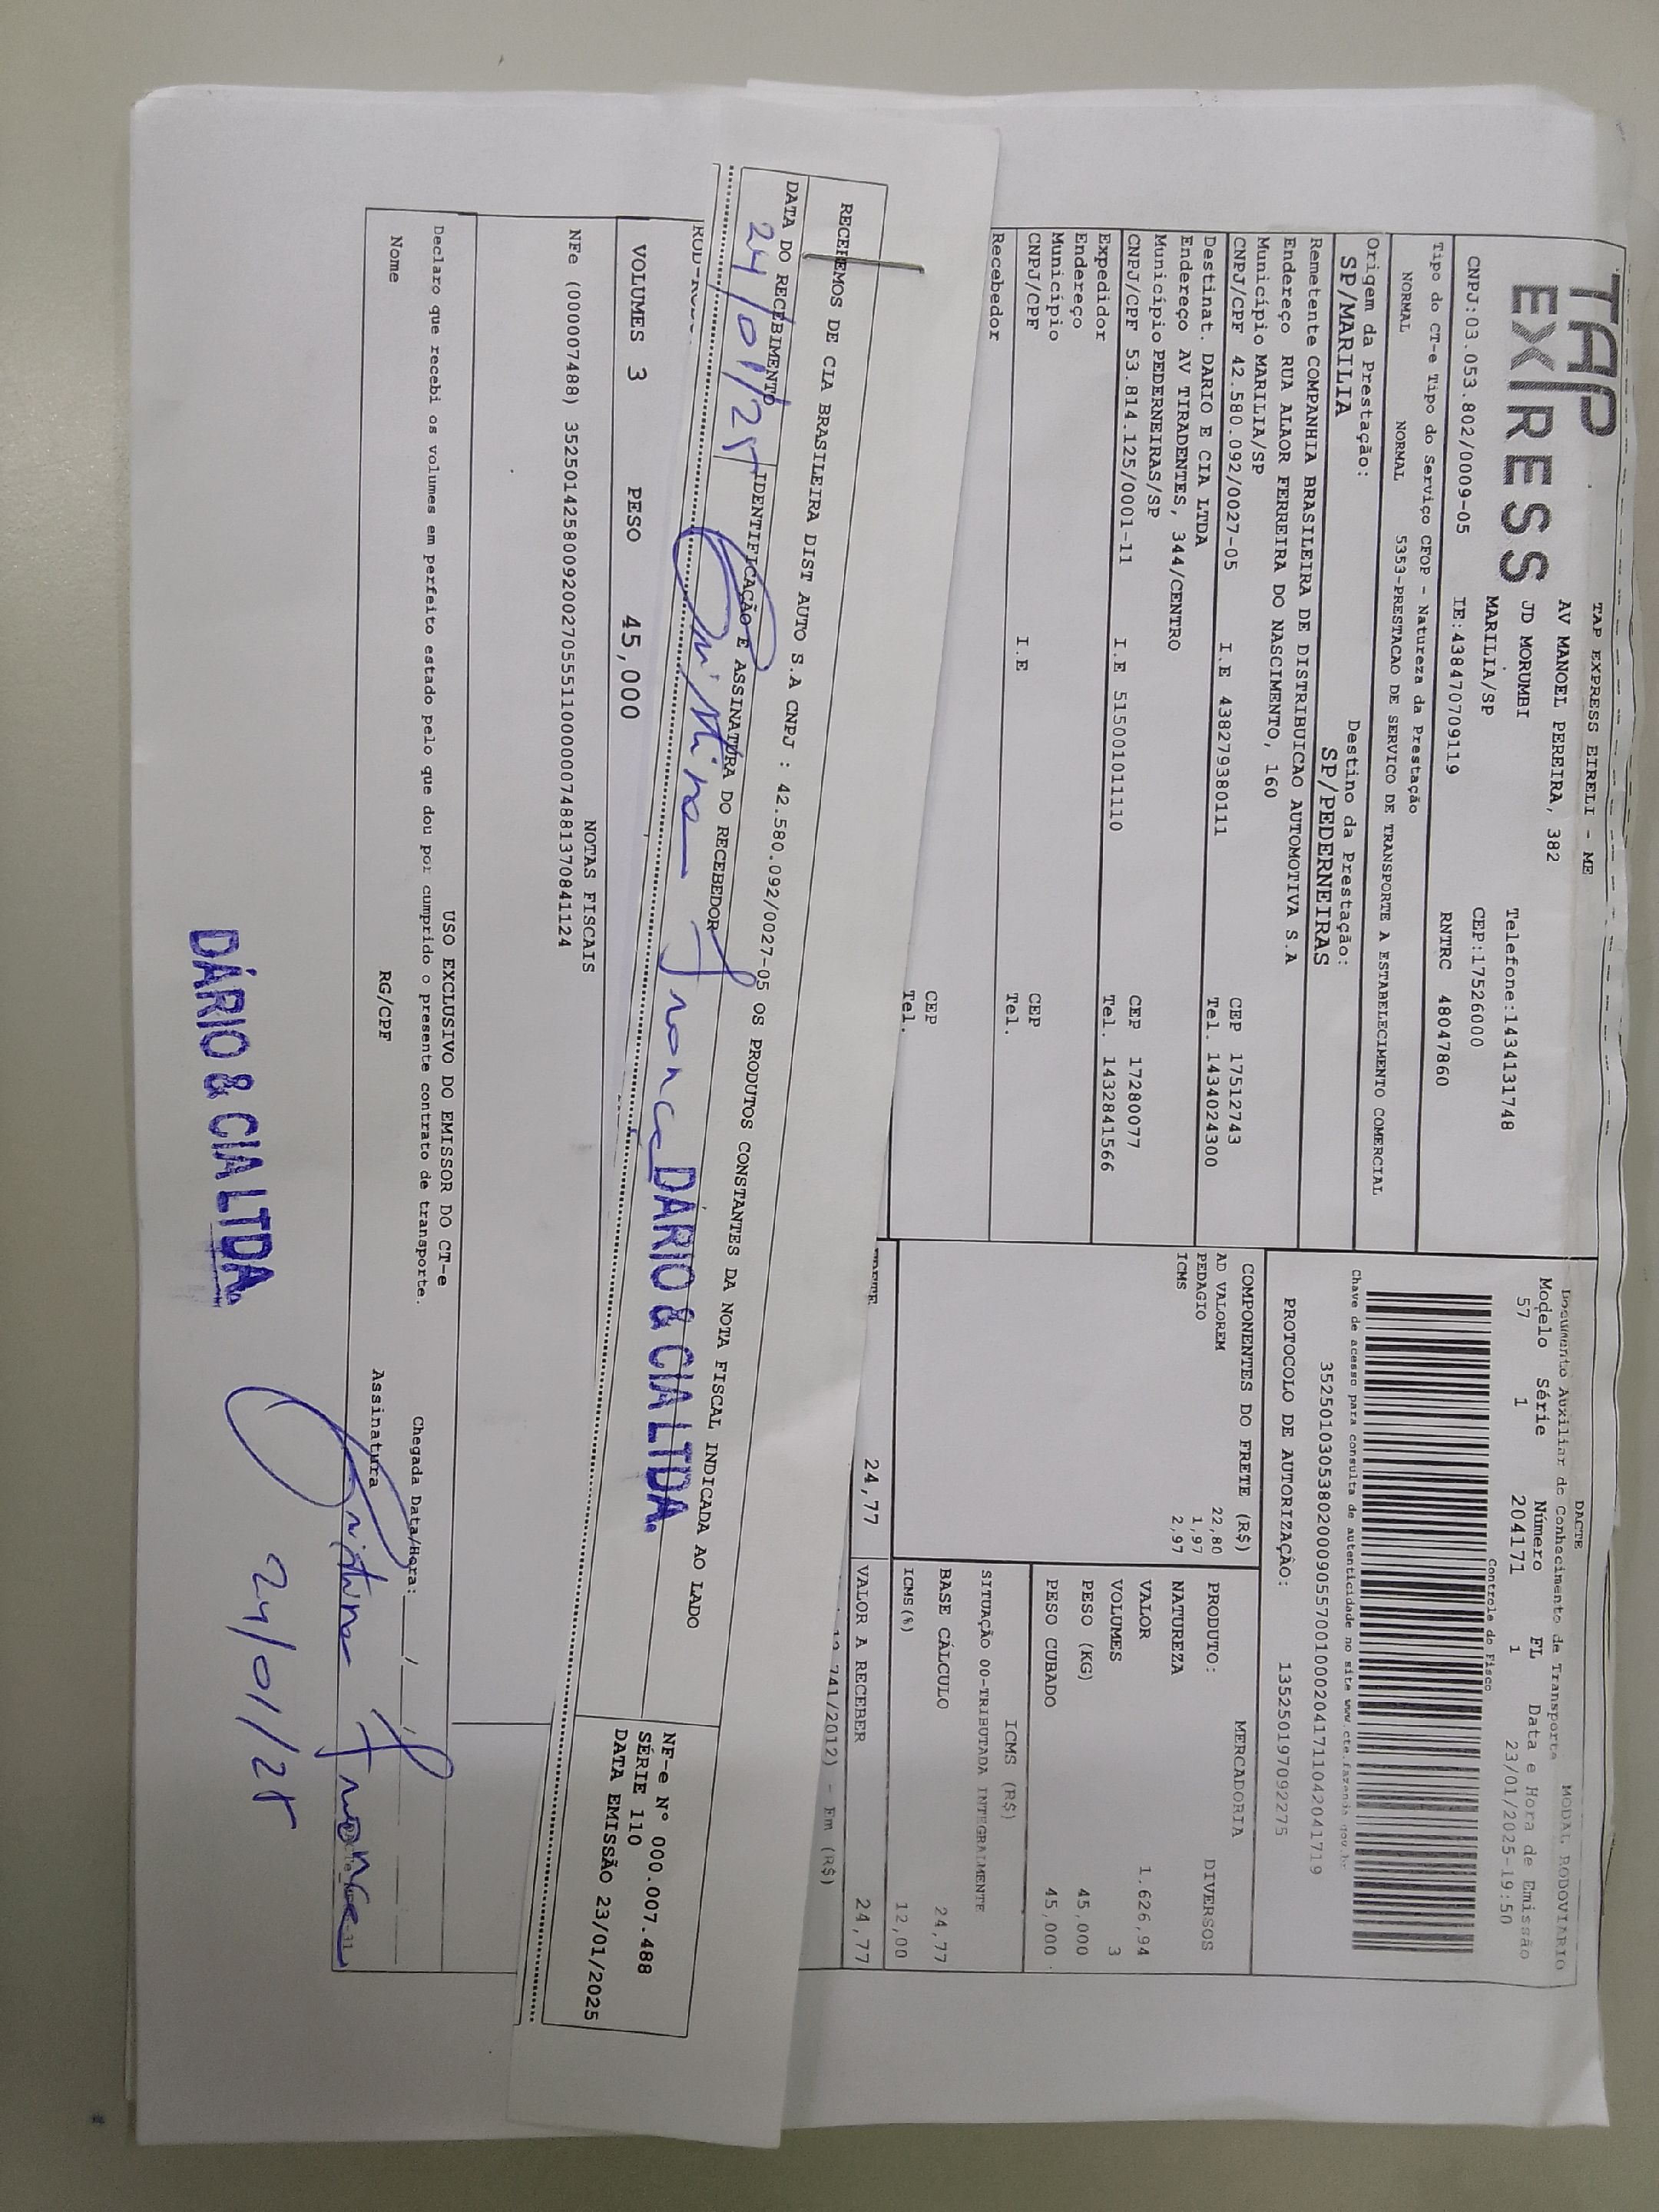 TAP EXPRESS
TAP EXPRESS EIRELI - ME
AV MANOEL PEREIRA, 382
JD MORUMBI
MARILIA/SP
Telefone:1434131748
CEP:17526000
CNPJ:03.053.802/0009-05 IE:438470709119 RNTRC 48047860
Tipo do CT-e Tipo do Serviço CFOP - Natureza da Prestação
NORMAL NORMAL 5353-PRESTACAO DE SERVICO DE TRANSPORTE A ESTABELECIMENTO COMERCIAL
Origem da Prestação: Destino da Prestação:
SP/MARILIA SP/PEDERNEIRAS
Remetente COMPANHIA BRASILEIRA DE DISTRIBUICAO AUTOMOTIVA S.A
Endereço RUA ALAOR FERREIRA DO NASCIMENTO, 160
Município MARILIA/SP CEP 17512743
CNPJ/CPF 42.580.092/0027-05 I.E 438279380111 Tel. 1434024300
Destinat. DARIO E CIA LTDA
Endereço AV TIRADENTES, 344/CENTRO
Município PEDERNEIRAS/SP CEP 17280077
CNPJ/CPF 53.814.125/0001-11 I.E 515001011110 Tel. 1432841566
Expedidor
Endereço
Município CEP
CNPJ/CPF I.E Tel.
Recebedor
CEP
Tel.
DACTE MODAL RODOVIARIO
Documento Auxiliar do Conhecimento de Transporte
Modelo Série Número FL Data e Hora de Emissão
57 1 204171 1 23/01/2025-19:50
Controle do Fisco
Chave de acesso para consulta de autenticidade no site www.cte.fazenda.gov.br
35250103053802000905570010002041711042041719
PROTOCOLO DE AUTORIZAÇÃO: 135250197092275
COMPONENTES DO FRETE (R$)
AD VALOREM 22,80
PEDAGIO 1,97
ICMS 2,97
24,77
MERCADORIA
PRODUTO: DIVERSOS
NATUREZA
VALOR 1.626,94
VOLUMES 3
PESO (KG) 45,000
PESO CUBADO 45,000
ICMS (R$)
SITUAÇÃO 00-TRIBUTADA INTEGRALMENTE
BASE CÁLCULO 24,77
ICMS(%) 12,00
VALOR A RECEBER 24,77
741/2012) - Em (R$)
RECEBEMOS DE CIA BRASILEIRA DIST AUTO S.A CNPJ : 42.580.092/0027-05 OS PRODUTOS CONSTANTES DA NOTA FISCAL INDICADA AO LADO
DATA DO RECEBIMENTO IDENTIFICAÇÃO E ASSINATURA DO RECEBEDOR
24/01/25 Cristina Franco
DÁRIO & CIA LTDA.
NF-e Nº 000.007.488
SÉRIE 110
DATA EMISSÃO 23/01/2025
VOLUMES 3 PESO 45,000
NOTAS FISCAIS
NFe (000007488) 35250142580092002705551100000074881370841124
USO EXCLUSIVO DO EMISSOR DO CT-e
Declaro que recebi os volumes em perfeito estado pelo que dou por cumprido o presente contrato de transporte.
Chegada Data/Hora: / /
Nome RG/CPF Assinatura
Cristina Franco
DÁRIO & CIA LTDA.
24/01/25